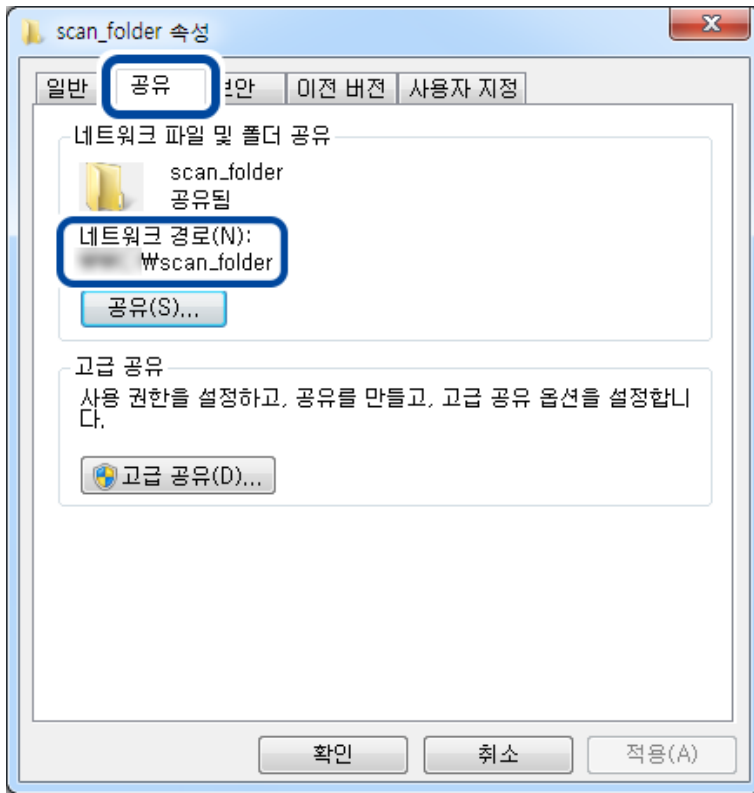 scan_folder 속성
일반 공유 보안 이전 버전 사용자 지정
네트워크 파일 및 폴더 공유
scan_folder
공유됨
네트워크 경로(N):
₩scan_folder
공유(S)...
고급 공유
사용 권한을 설정하고, 공유를 만들고, 고급 공유 옵션을 설정합니
다.
고급 공유(D)...
확인 취소 적용(A)